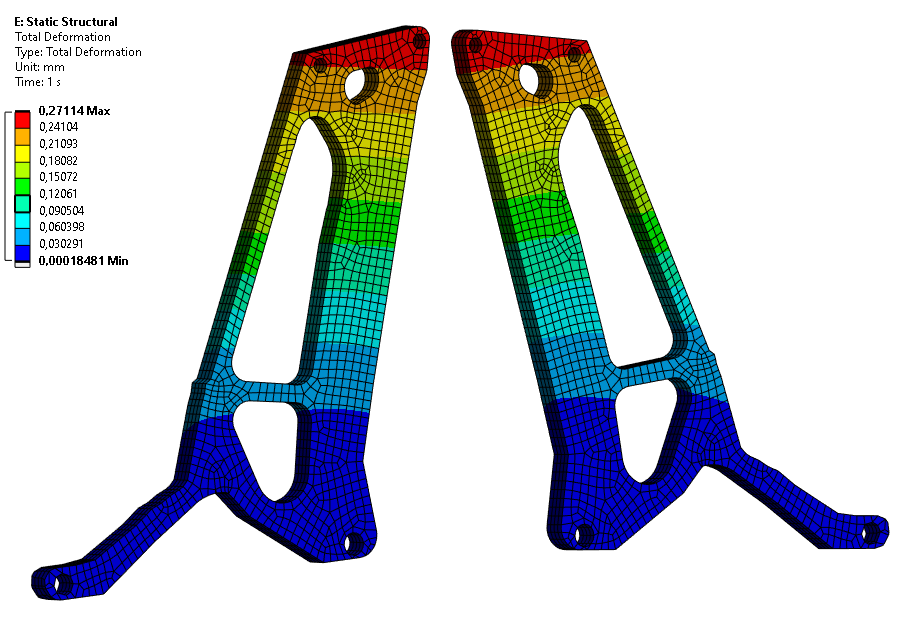 E: Static Structural
Total Deformation
Type: Total Deformation
Unit: mm
Time: 1 s
0,27114 Max
0,24104
0,21093
0,18082
0,15072
0,12061
0,090504
0,060398
0,030291
0,00018481 Min